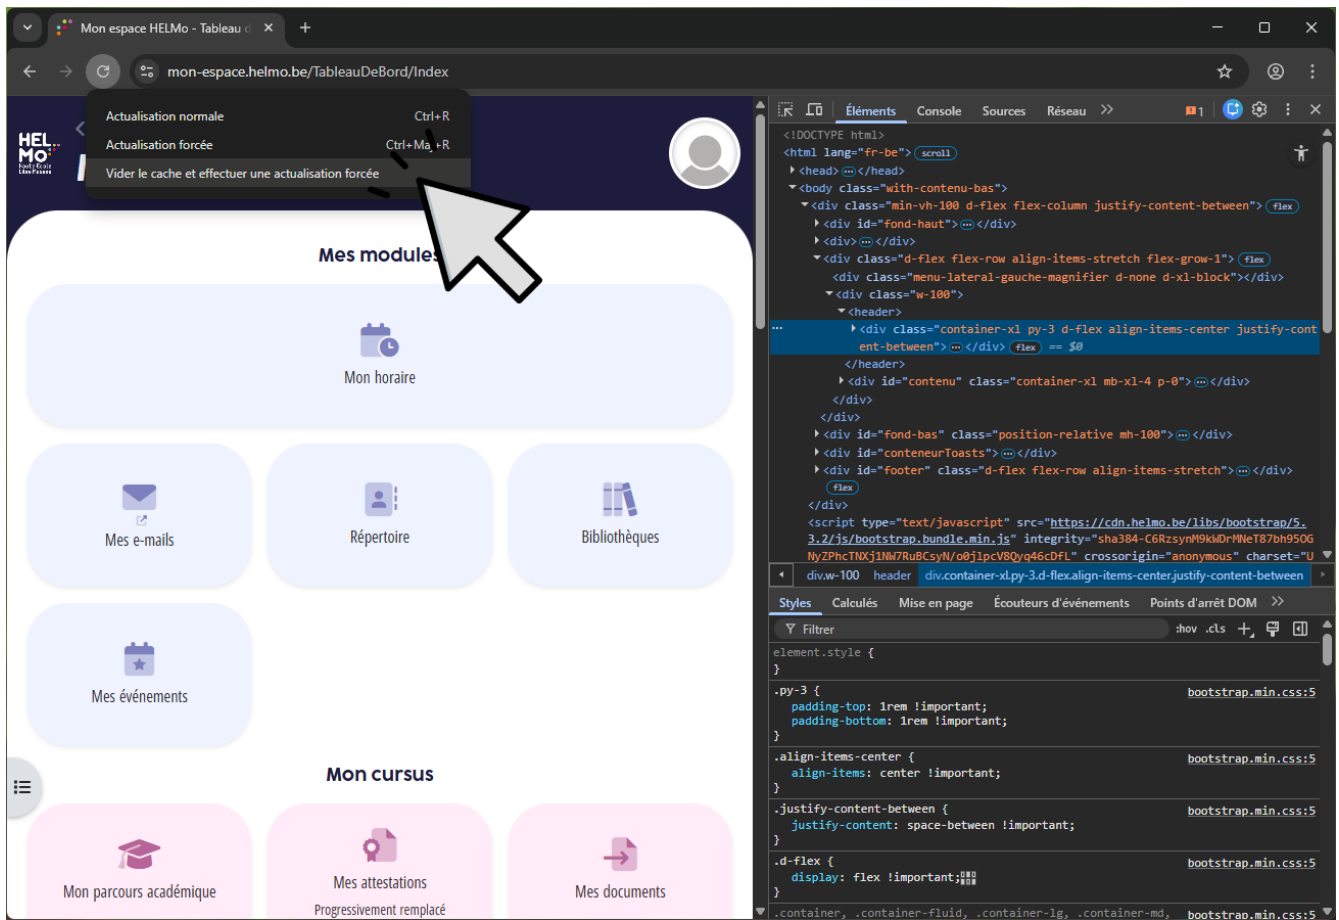 Mon espace HELMo - Tableau d
mon-espace.helmo.be/TableauDeBord/Index
Actualisation normale Ctrl+R
Actualisation forcée Ctrl+Maj+R
Vider le cache et effectuer une actualisation forcée
HEL
Mo
Haute Ecole
Libre Mosane
Mes modules
Mon horaire
Mes e-mails
Répertoire
Bibliothèques
Mes événements
Mon cursus
Mon parcours académique
Mes attestations
Progressivement remplacé
Mes documents
Éléments Console Sources Réseau 1
<!DOCTYPE html>
<html lang="fr-be"> scroll
<head> </head>
<body class="with-contenu-bas">
<div class="min-vh-100 d-flex flex-column justify-content-between"> flex
<div id="fond-haut"> </div>
<div> </div>
<div class="d-flex flex-row align-items-stretch flex-grow-1"> flex
<div class="menu-lateral-gauche-magnifier d-none d-xl-block"></div>
<div class="w-100">
<header>
<div class="container-xl py-3 d-flex align-items-center justify-cont
ent-between"> </div> flex == $0
</header>
<div id="contenu" class="container-xl mb-xl-4 p-0"> </div>
</div>
</div>
<div id="fond-bas" class="position-relative mh-100"> </div>
<div id="conteneurToasts"> </div>
<div id="footer" class="d-flex flex-row align-items-stretch"> </div>
flex
</div>
<script type="text/javascript" src="https://cdn.helmo.be/libs/bootstrap/5.
3.2/js/bootstrap.bundle.min.js" integrity="sha384-C6RzsynM9kWDrMNeT87bh95OG
NyZPhcTNXj1NW7RuBCsyN/o0jlpcV8Qyq46cDfL" crossorigin="anonymous" charset="U
div.w-100 header div.container-xl.py-3.d-flex.align-items-center.justify-content-between
Styles Calculés Mise en page Écouteurs d'événements Points d'arrêt DOM
Filtrer :hov .cls
element.style {
}
.py-3 { bootstrap.min.css:5
padding-top: 1rem !important;
padding-bottom: 1rem !important;
}
.align-items-center { bootstrap.min.css:5
align-items: center !important;
}
.justify-content-between { bootstrap.min.css:5
justify-content: space-between !important;
}
.d-flex { bootstrap.min.css:5
display: flex !important;
}
.container, .container-fluid, .container-lg, .container-md, bootstrap.min.css:5